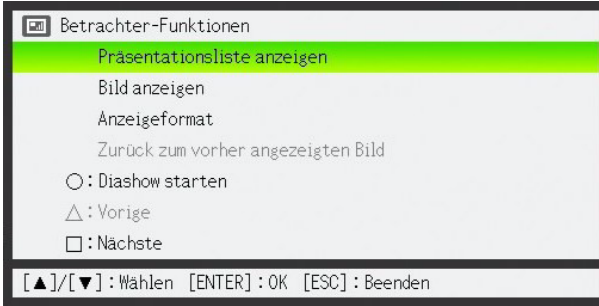 Betrachter-Funktionen
Präsentationsliste anzeigen
Bild anzeigen
Anzeigeformat
Zurück zum vorher angezeigten Bild
○: Diashow starten
△: Vorige
□: Nächste
[▲]/[▼]: Wählen [ENTER]: OK [ESC]: Beenden